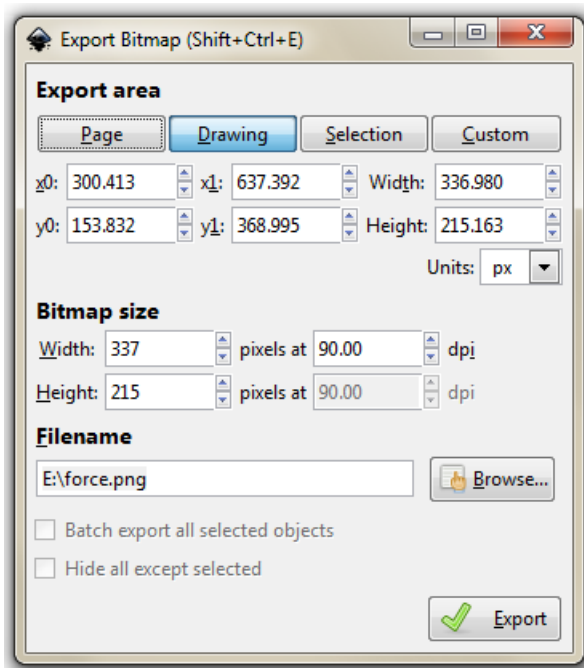 Export Bitmap (Shift+Ctrl+E)
Export area
Page Drawing Selection Custom
x0: 300.413 x1: 637.392 Width: 336.980
y0: 153.832 y1: 368.995 Height: 215.163
Units: px
Bitmap size
Width: 337 pixels at 90.00 dpi
Height: 215 pixels at 90.00 dpi
Filename
E:\force.png Browse...
Batch export all selected objects
Hide all except selected
Export